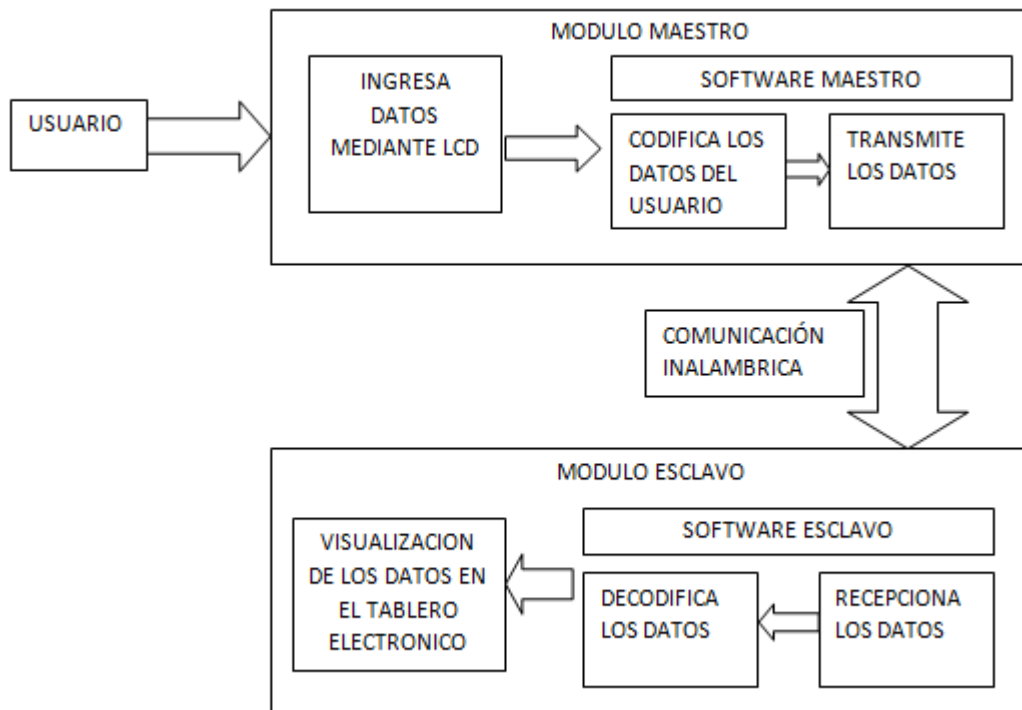 MODULO MAESTRO
USUARIO
INGRESA
DATOS
MEDIANTE LCD
SOFTWARE MAESTRO
CODIFICA LOS
DATOS DEL
USUARIO
TRANSMITE
LOS DATOS
COMUNICACIÓN
INALAMBRICA
MODULO ESCLAVO
VISUALIZACION
DE LOS DATOS EN
EL TABLERO
ELECTRONICO
SOFTWARE ESCLAVO
DECODIFICA
LOS DATOS
RECEPCIONA
LOS DATOS